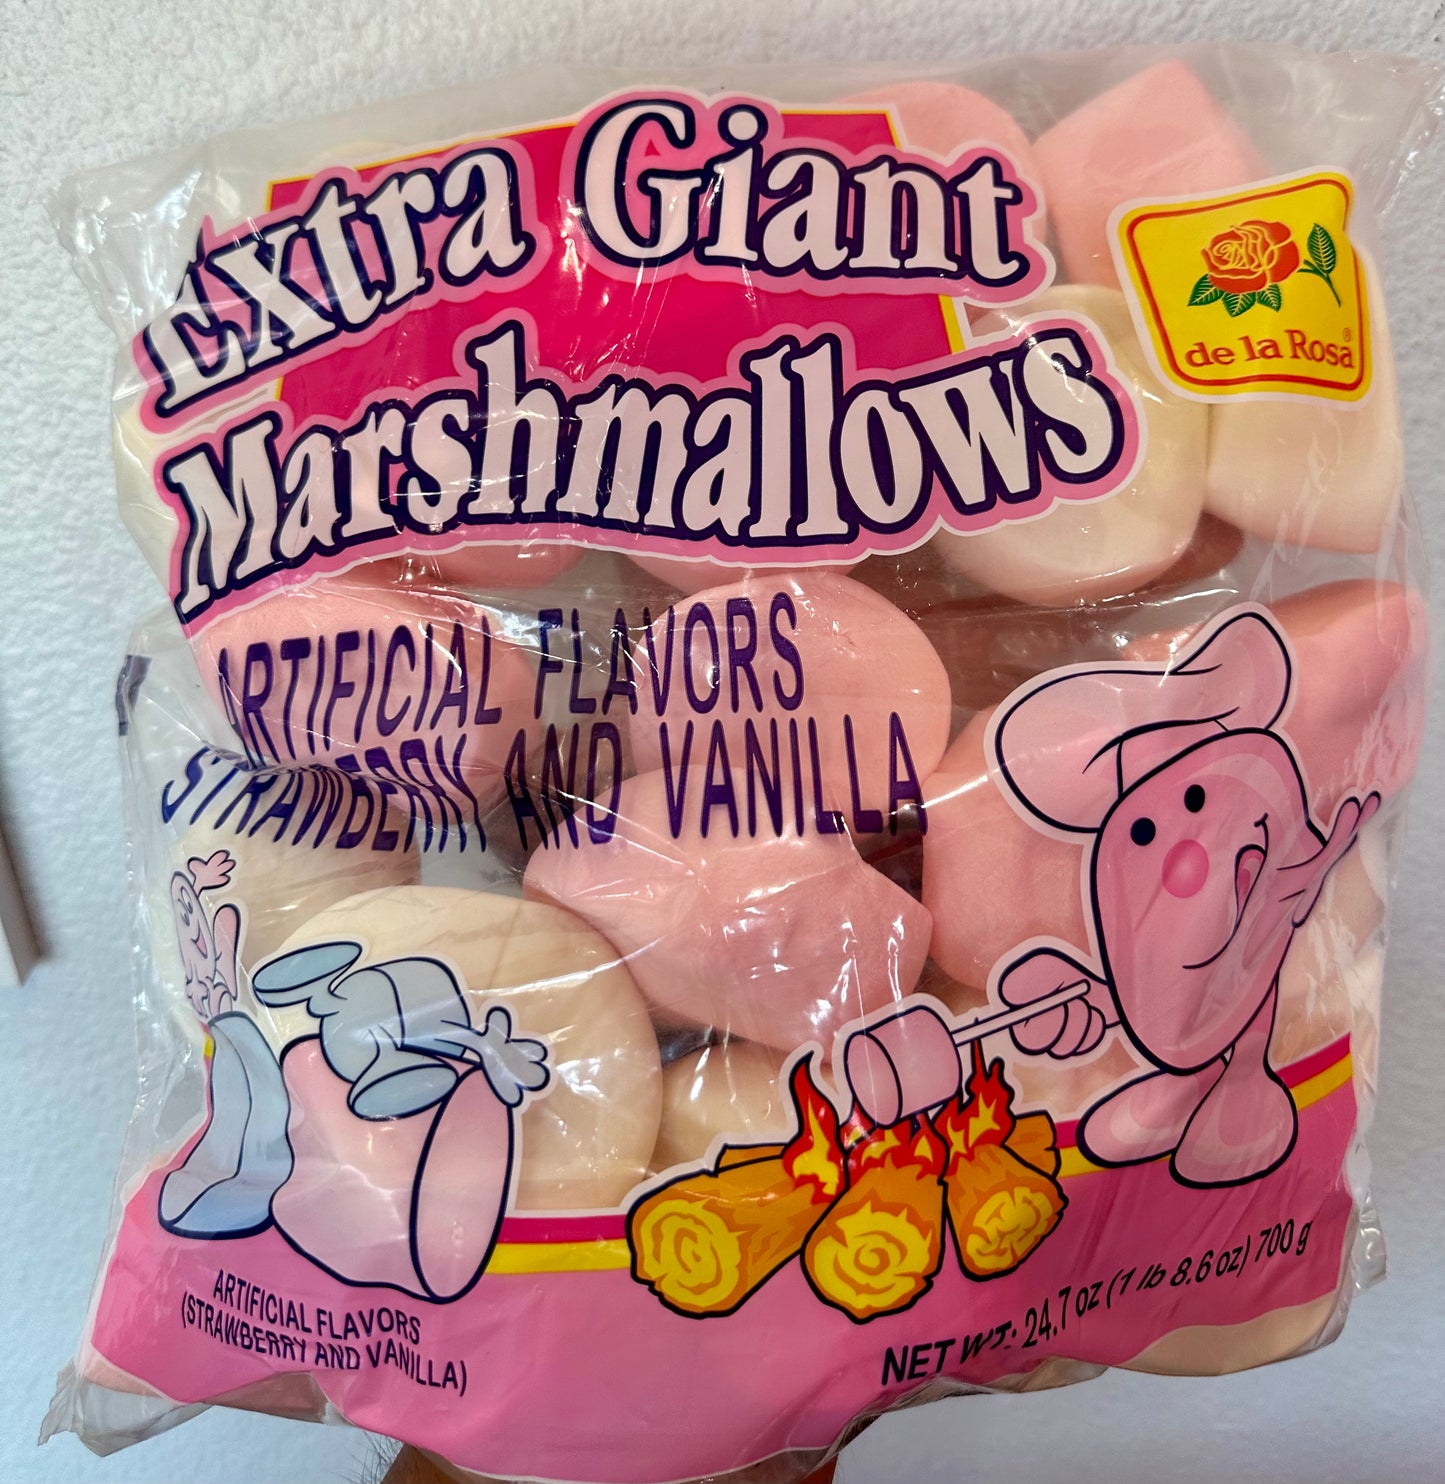 Extra Giant
Marshmallows
de la Rosa®
ARTIFICIAL FLAVORS
STRAWBERRY AND VANILLA
ARTIFICIAL FLAVORS
(STRAWBERRY AND VANILLA)
NET WT: 24.7 oz (1 lb 8.6 oz) 700 g